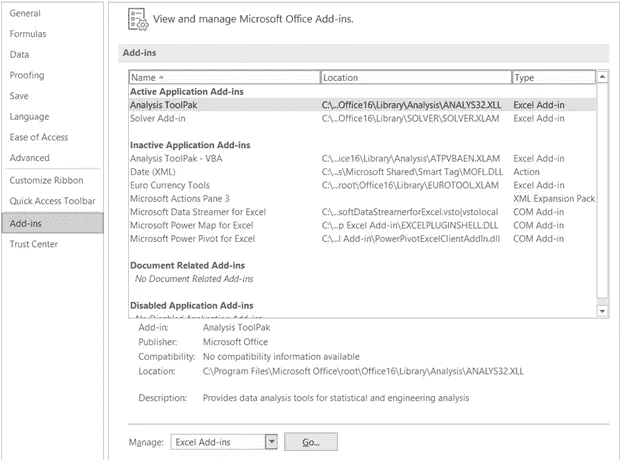 General
Formulas
Data
Proofing
Save
Language
Ease of Access
Advanced
Customize Ribbon
Quick Access Toolbar
Add-ins
Trust Center
View and manage Microsoft Office Add-ins.
Add-ins
Name Location Type
Active Application Add-ins
Analysis ToolPak C:\...Office16\Library\Analysis\ANALYS32.XLL Excel Add-in
Solver Add-in C:\...Office16\Library\SOLVER\SOLVER.XLAM Excel Add-in
Inactive Application Add-ins
Analysis ToolPak - VBA C:\...ice16\Library\Analysis\ATPVBAEN.XLAM Excel Add-in
Date (XML) C:\...s\Microsoft Shared\Smart Tag\MOFL.DLL Action
Euro Currency Tools C:\...root\Office16\Library\EUROTOOL.XLAM Excel Add-in
Microsoft Actions Pane 3 XML Expansion Pack
Microsoft Data Streamer for Excel C:\...softDataStreamerforExcel.vsto|vstolocal COM Add-in
Microsoft Power Map for Excel C:\...p Excel Add-in\EXCELPLUGINSHELL.DLL COM Add-in
Microsoft Power Pivot for Excel C:\...l Add-in\PowerPivotExcelClientAddIn.dll COM Add-in
Document Related Add-ins
No Document Related Add-ins
Disabled Application Add-ins
No Disabled Application Add-ins
Add-in: Analysis ToolPak
Publisher: Microsoft Office
Compatibility: No compatibility information available
Location: C:\Program Files\Microsoft Office\root\Office16\Library\Analysis\ANALYS32.XLL
Description: Provides data analysis tools for statistical and engineering analysis
Manage: Excel Add-ins Go...